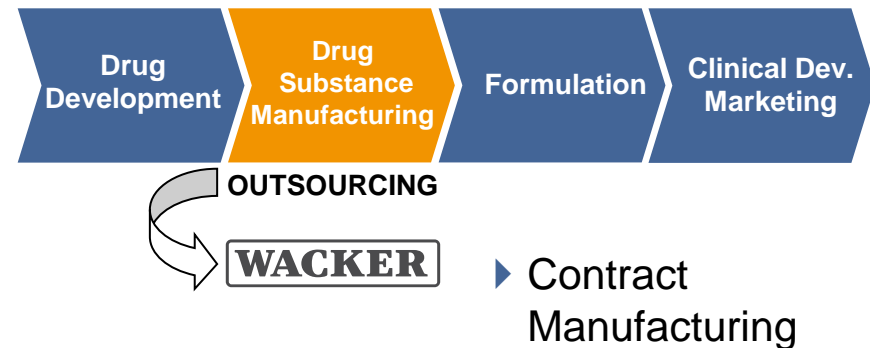 Drug
Development
Drug
Substance
Manufacturing
Formulation
Clinical Dev.
Marketing
OUTSOURCING
WACKER
Contract
Manufacturing